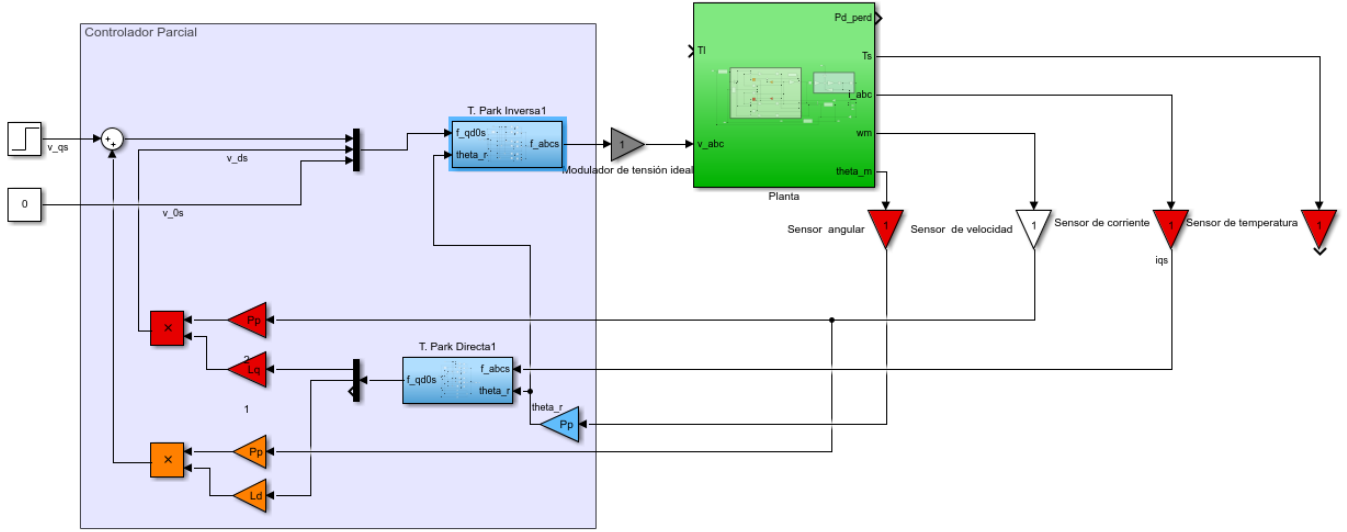 Controlador Parcial
Pd_perd
Tl
Ts
i_abc
wm
theta_m
v_abc
Planta
T. Park Inversa1
f_qd0s
theta_r
f_abcs
1
Modulador de tensión ideal
v_qs
+
+
v_ds
0
v_0s
Sensor angular
1
Sensor de velocidad
1
Sensor de corriente
1
iqs
Sensor de temperatura
1
×
Pp
2
Lq
1
T. Park Directa1
f_qd0s
f_abcs
theta_r
theta_r
Pp
×
Pp
Ld